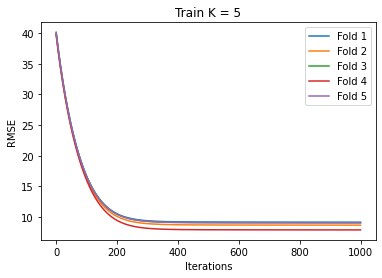 Train K = 5
40
35
30
25
20
15
10
RMSE
Fold 1
Fold 2
Fold 3
Fold 4
Fold 5
0
200
400
600
800
1000
Iterations